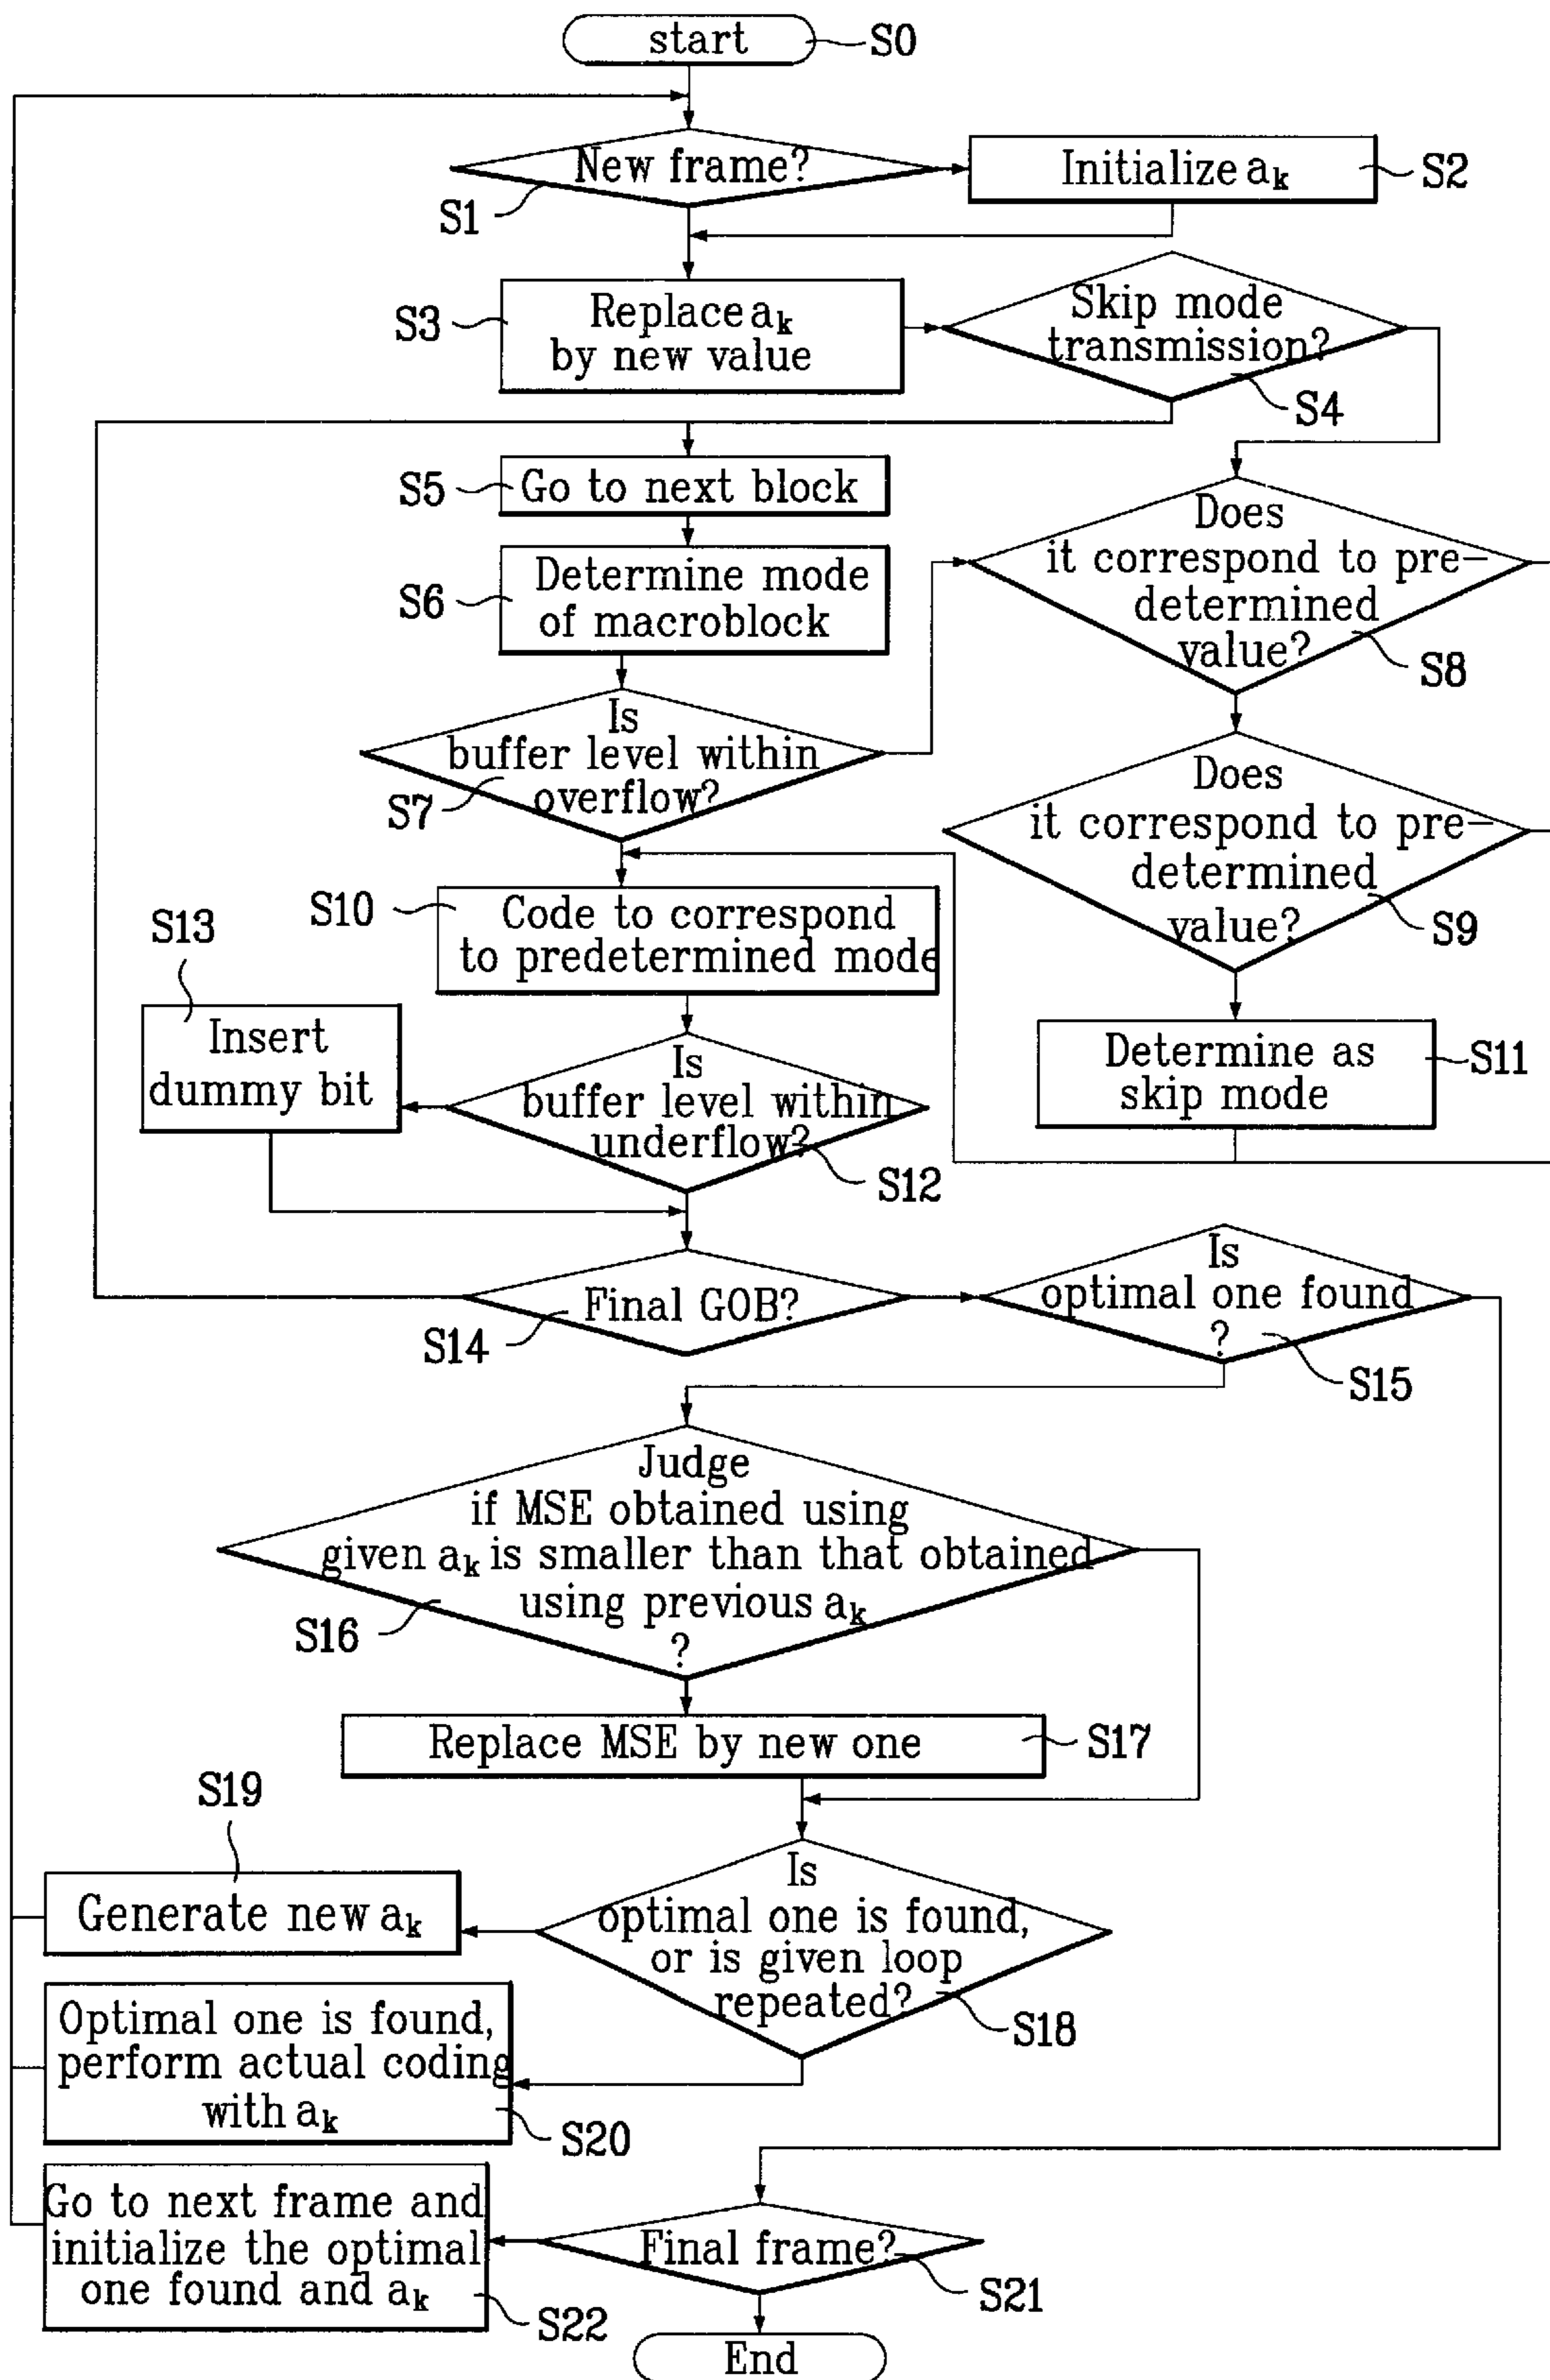 start
S0
New frame?
S1
Initialize ak
S2
Replace ak
by new value
S3
Skip mode
transmission?
S4
Go to next block
S5
Determine mode
of macroblock
S6
Does
it correspond to pre-
determined
value?
S8
Is
buffer level within
overflow?
S7
Does
it correspond to pre-
determined
value?
S9
Code to correspond
to predetermined mode
S10
S13
Insert
dummy bit
Determine as
skip mode
S11
Is
buffer level within
underflow?
S12
Final GOB?
S14
Is
optimal one found
?
S15
Judge
if MSE obtained using
given ak is smaller than that obtained
using previous ak
?
S16
Replace MSE by new one
S17
S19
Generate new ak
Is
optimal one is found,
or is given loop
repeated?
S18
Optimal one is found,
perform actual coding
with ak
S20
Go to next frame and
initialize the optimal
one found and ak
S22
Final frame?
S21
End